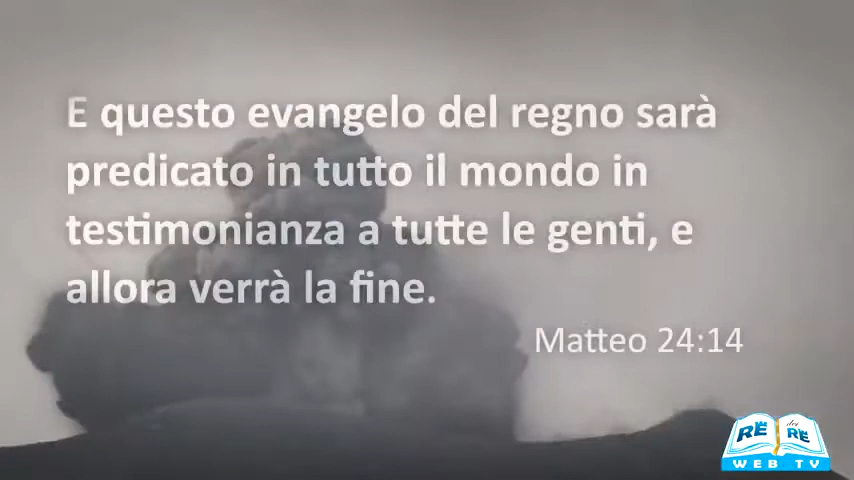 E questo evangelo del regno sarà
predicato in tutto il mondo in
testimonianza a tutte le genti, e
allora verrà la fine.
Matteo 24:14
RE dei RE
WEB TV